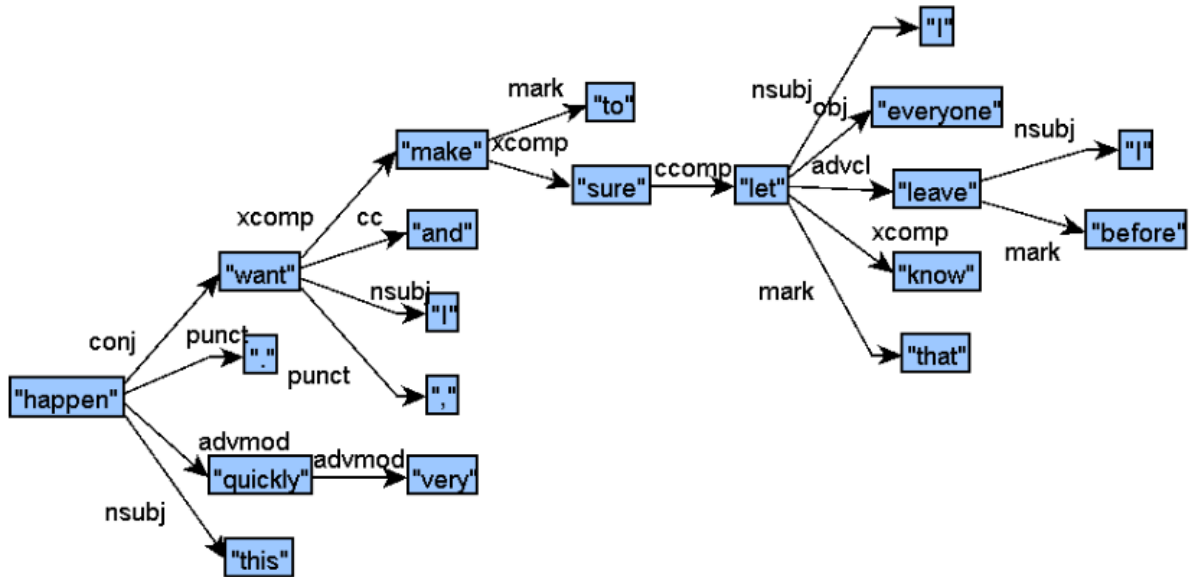 "I"
nsubj
obj
"everyone"
mark
"to"
"make"
xcomp
nsubj
"I"
ccomp
advcl
"sure"
"let"
"leave"
xcomp
cc
"and"
"before"
xcomp
mark
"want"
"know"
nsubj
mark
"I"
conj
punct
"."
"that"
punct
"happen"
","
advmod
advmod
"quickly"
"very"
nsubj
"this"